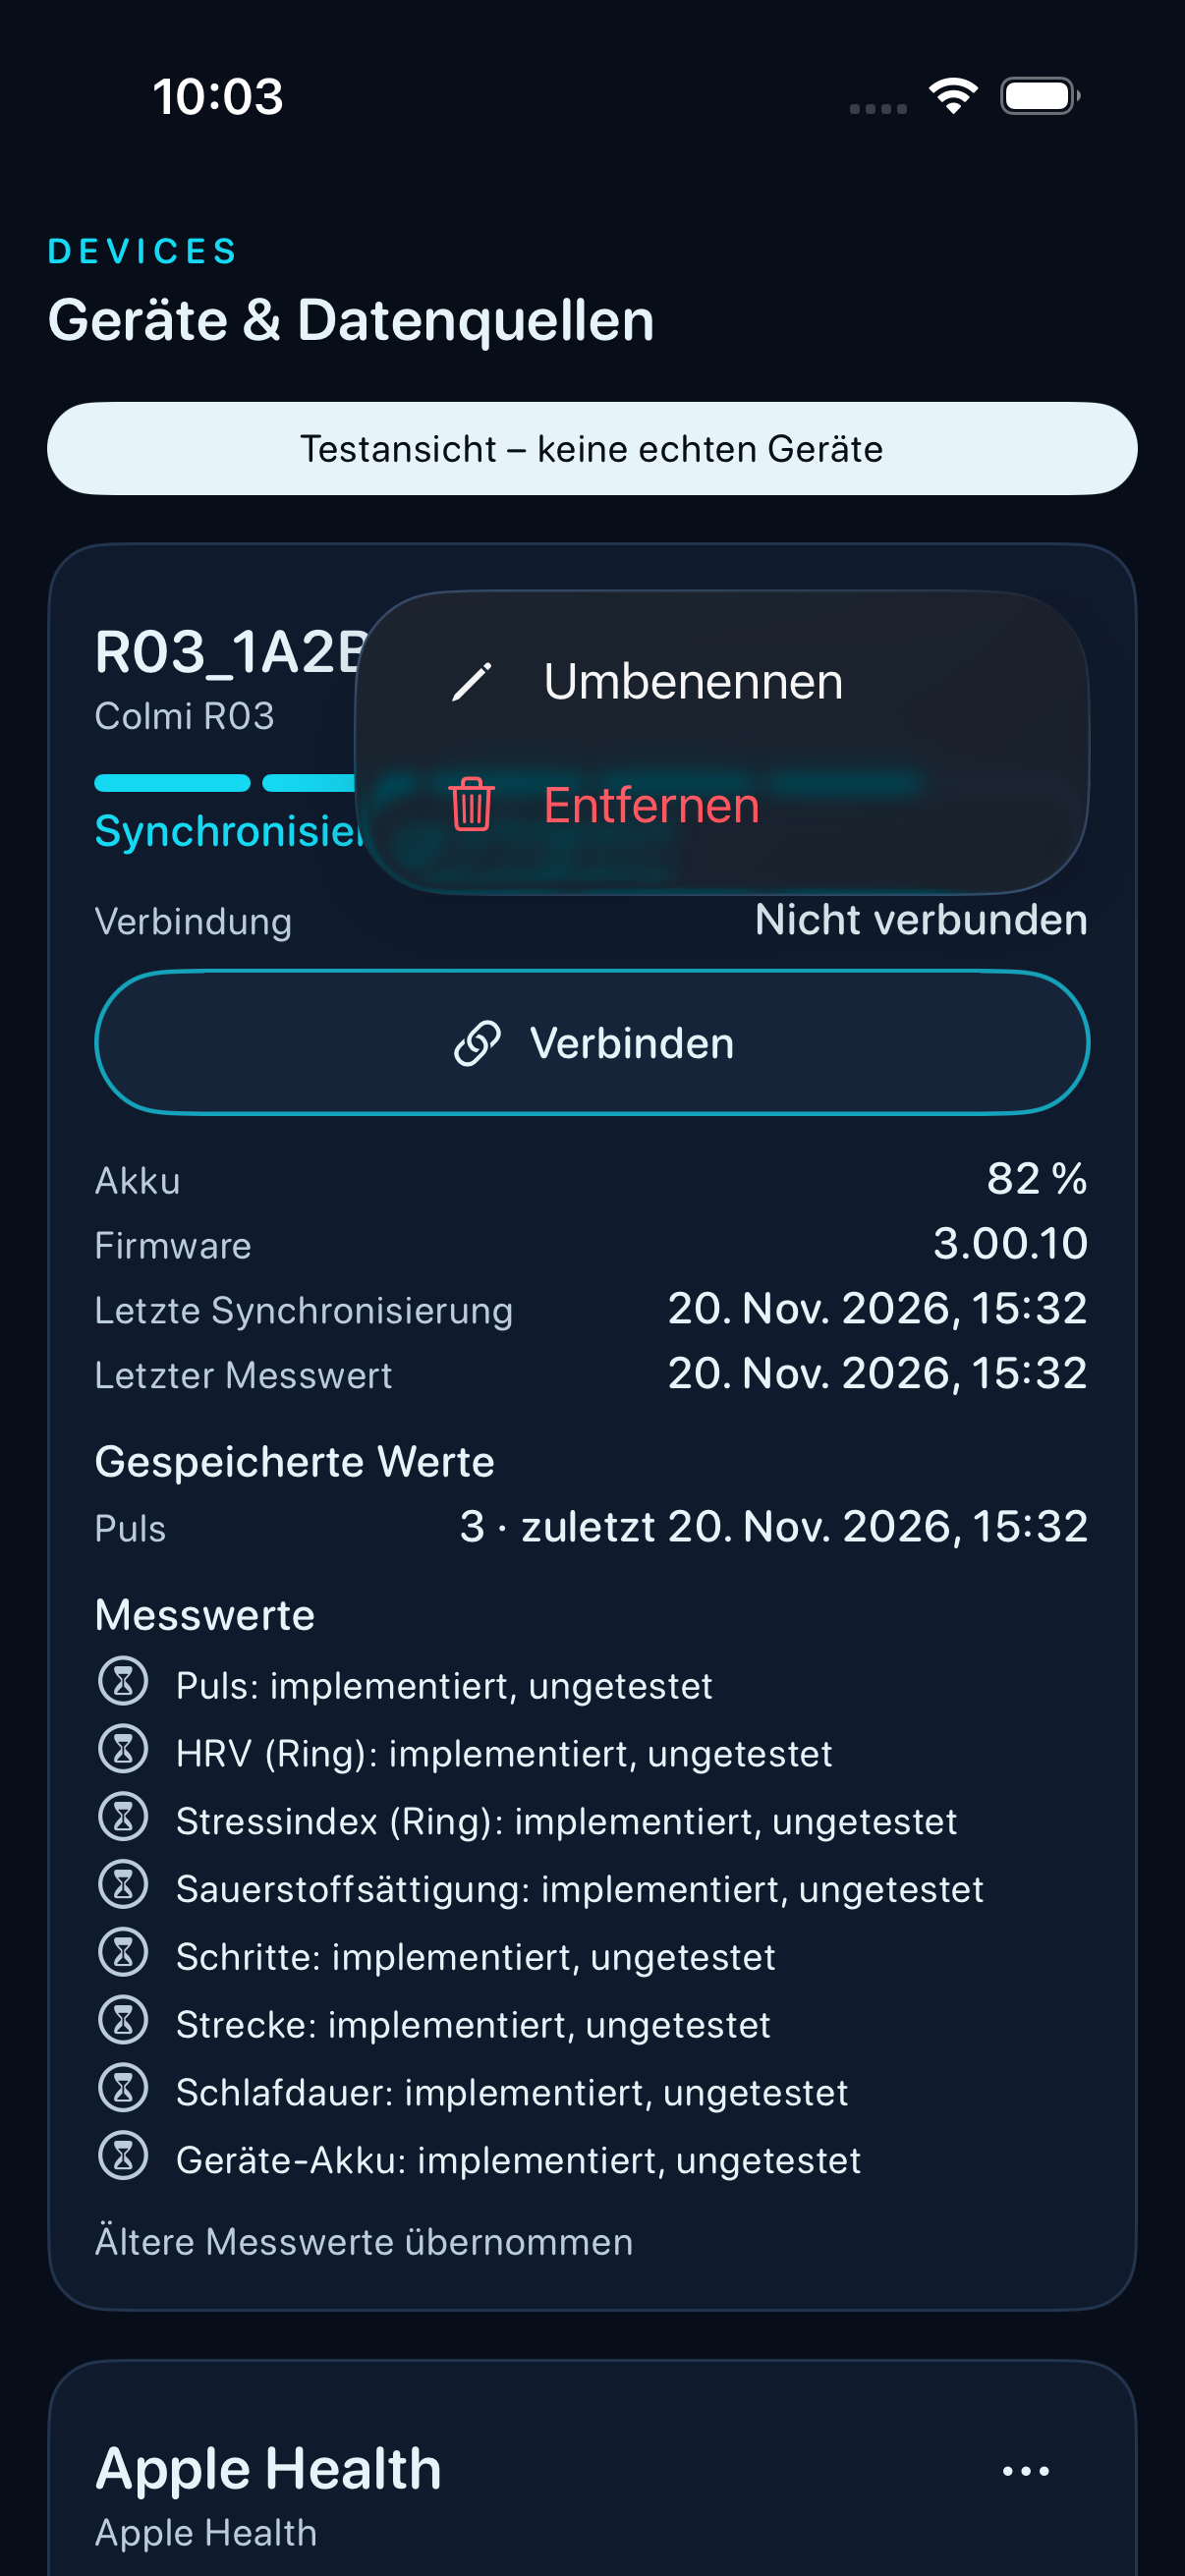 10:03
DEVICES
Geräte & Datenquellen
Testansicht – keine echten Geräte
R03_1A2B
Colmi R03
Umbenennen
Entfernen
Verbindung
Nicht verbunden
Verbinden
Akku
82 %
Firmware
3.00.10
Letzte Synchronisierung
20. Nov. 2026, 15:32
Letzter Messwert
20. Nov. 2026, 15:32
Gespeicherte Werte
Puls
3 · zuletzt 20. Nov. 2026, 15:32
Messwerte
Puls: implementiert, ungetestet
HRV (Ring): implementiert, ungetestet
Stressindex (Ring): implementiert, ungetestet
Sauerstoffsättigung: implementiert, ungetestet
Schritte: implementiert, ungetestet
Strecke: implementiert, ungetestet
Schlafdauer: implementiert, ungetestet
Geräte-Akku: implementiert, ungetestet
Ältere Messwerte übernommen
Apple Health
Apple Health